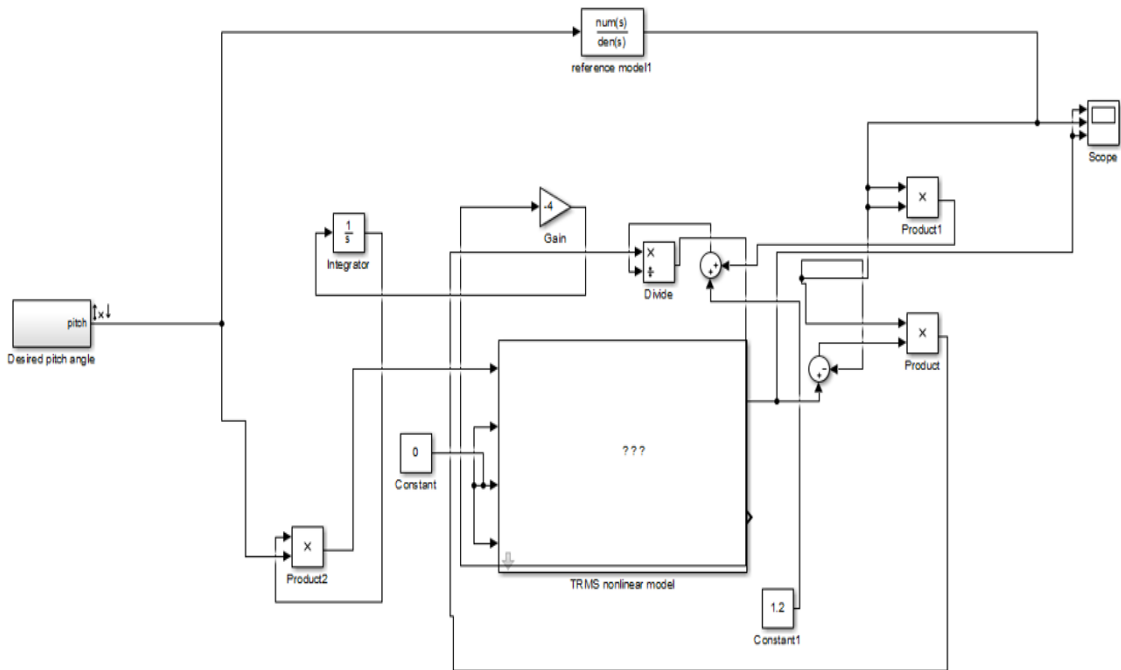 num(s)
den(s)
reference model1
Scope
-4
Gain
×
Product1
1
s
Integrator
×
÷
Divide
+
+
pitch
Desired pitch angle
×
Product
+
−
? ? ?
0
Constant
×
Product2
TRMS nonlinear model
1.2
Constant1